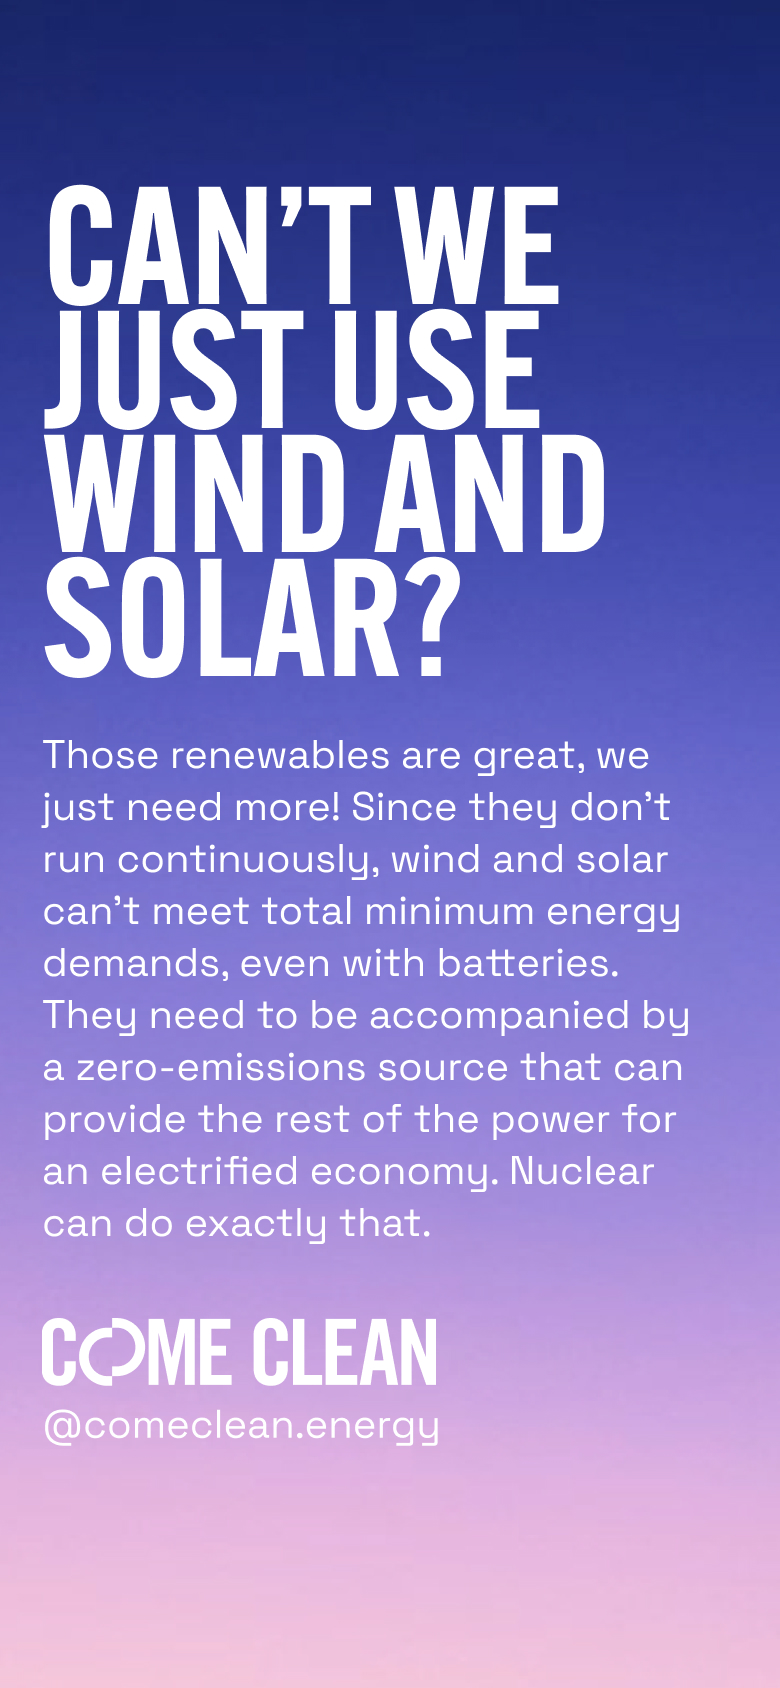 CAN’T WE
JUST USE
WIND AND
SOLAR?
Those renewables are great, we
just need more! Since they don’t
run continuously, wind and solar
can’t meet total minimum energy
demands, even with batteries.
They need to be accompanied by
a zero-emissions source that can
provide the rest of the power for
an electrified economy. Nuclear
can do exactly that.
COME CLEAN
@comeclean.energy